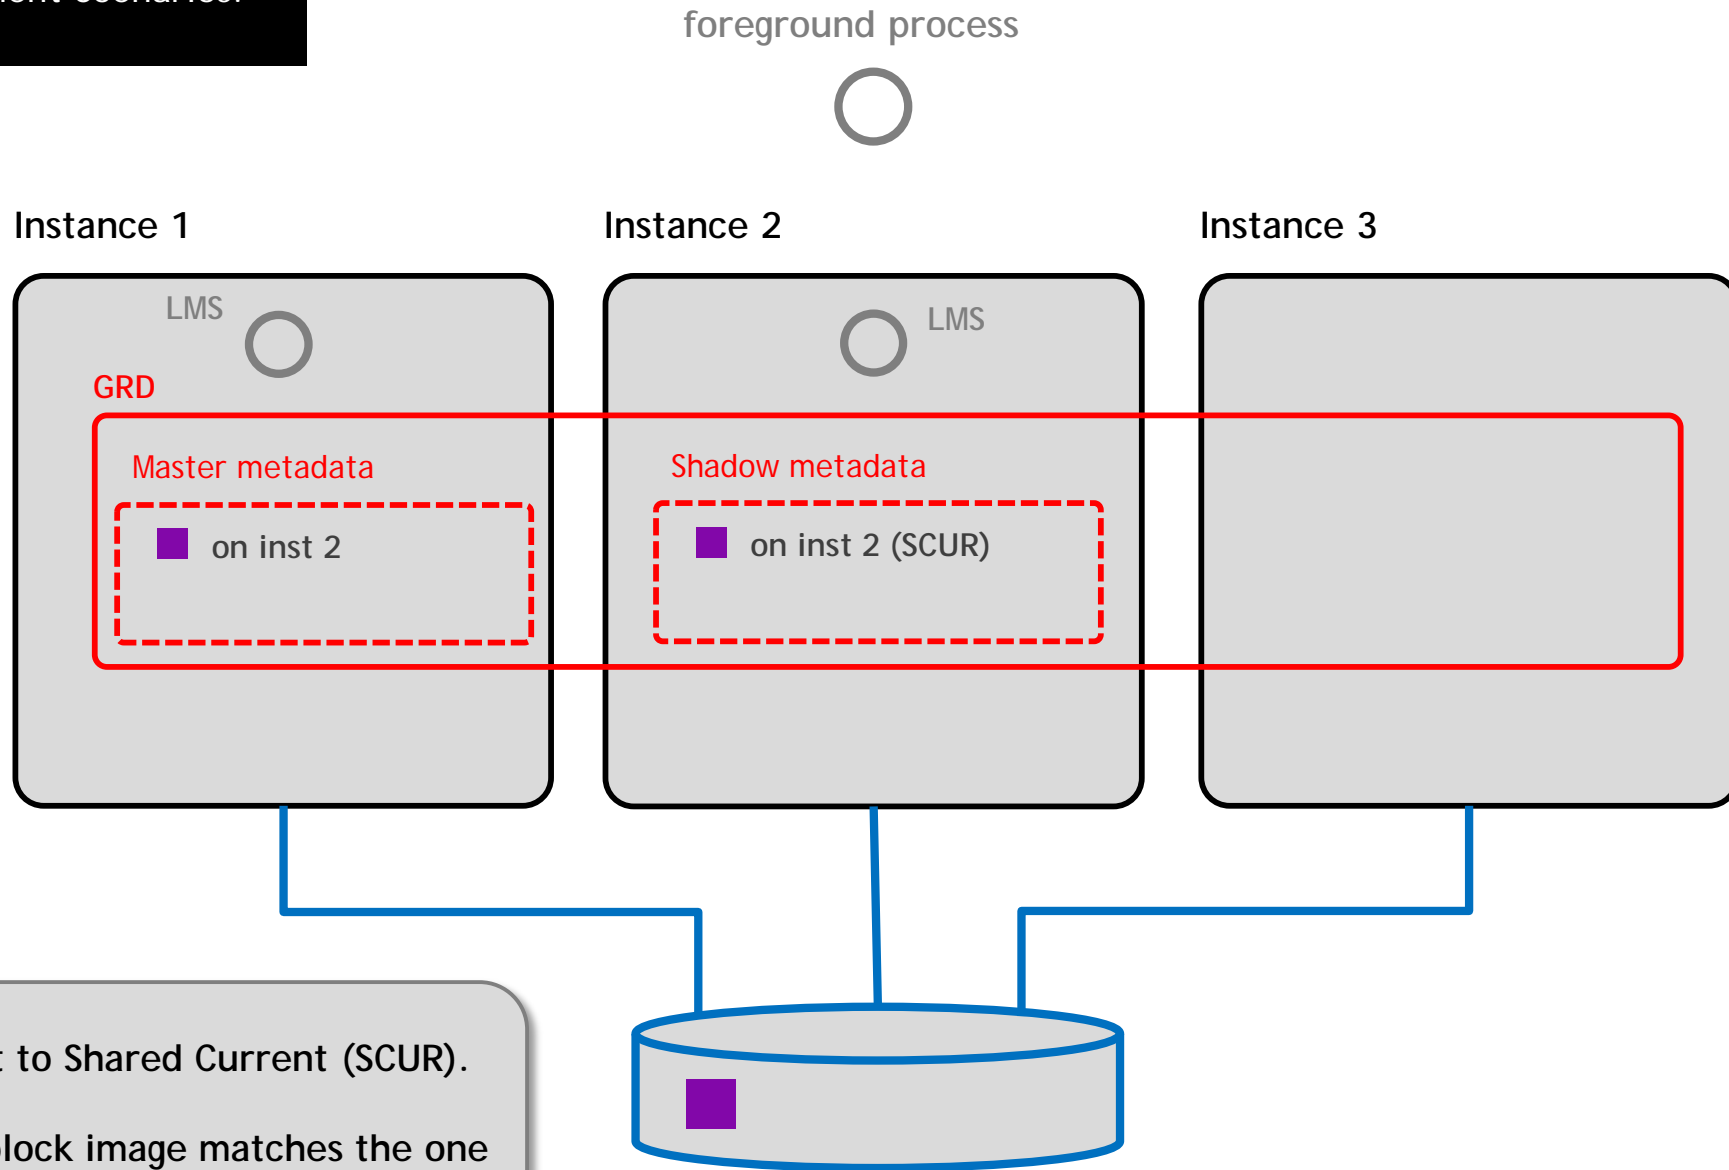 foreground process
Instance 1
Instance 2
Instance 3
LMS
LMS
GRD
Master metadata
Shadow metadata
on inst 2
on inst 2 (SCUR)
to Shared Current (SCUR).
image matches the one